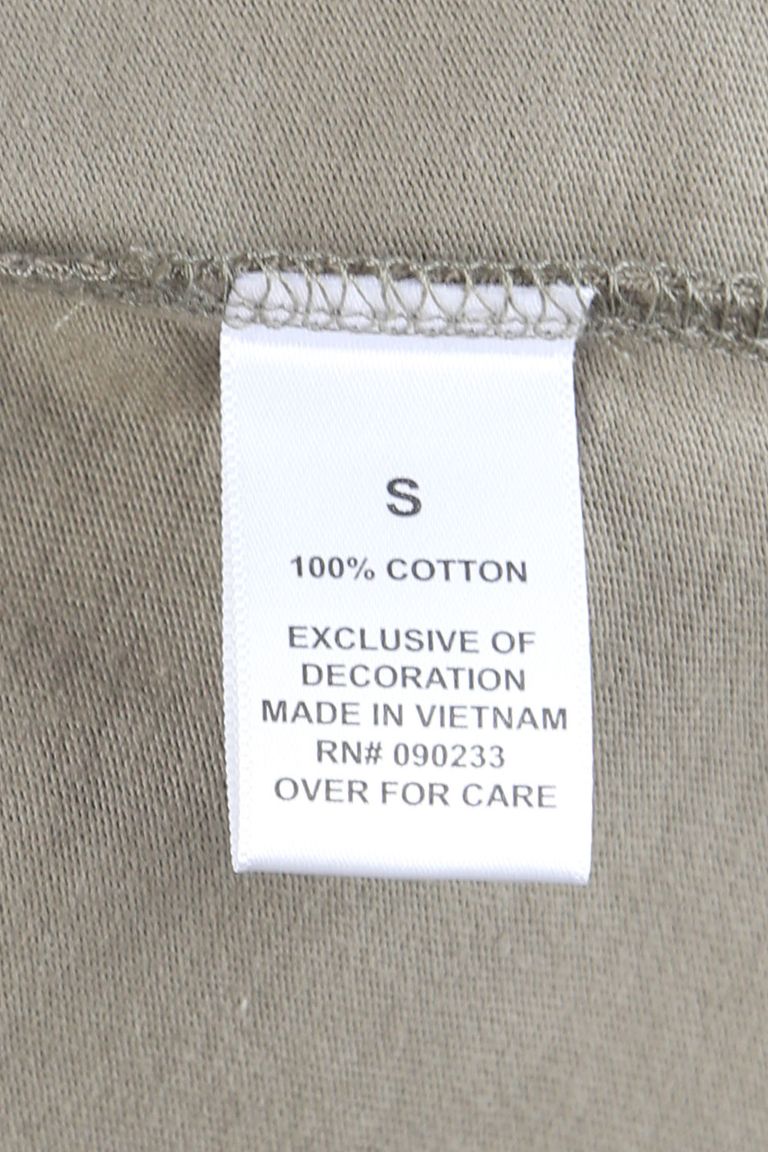 S
100% COTTON
EXCLUSIVE OF
DECORATION
MADE IN VIETNAM
RN# 090233
OVER FOR CARE